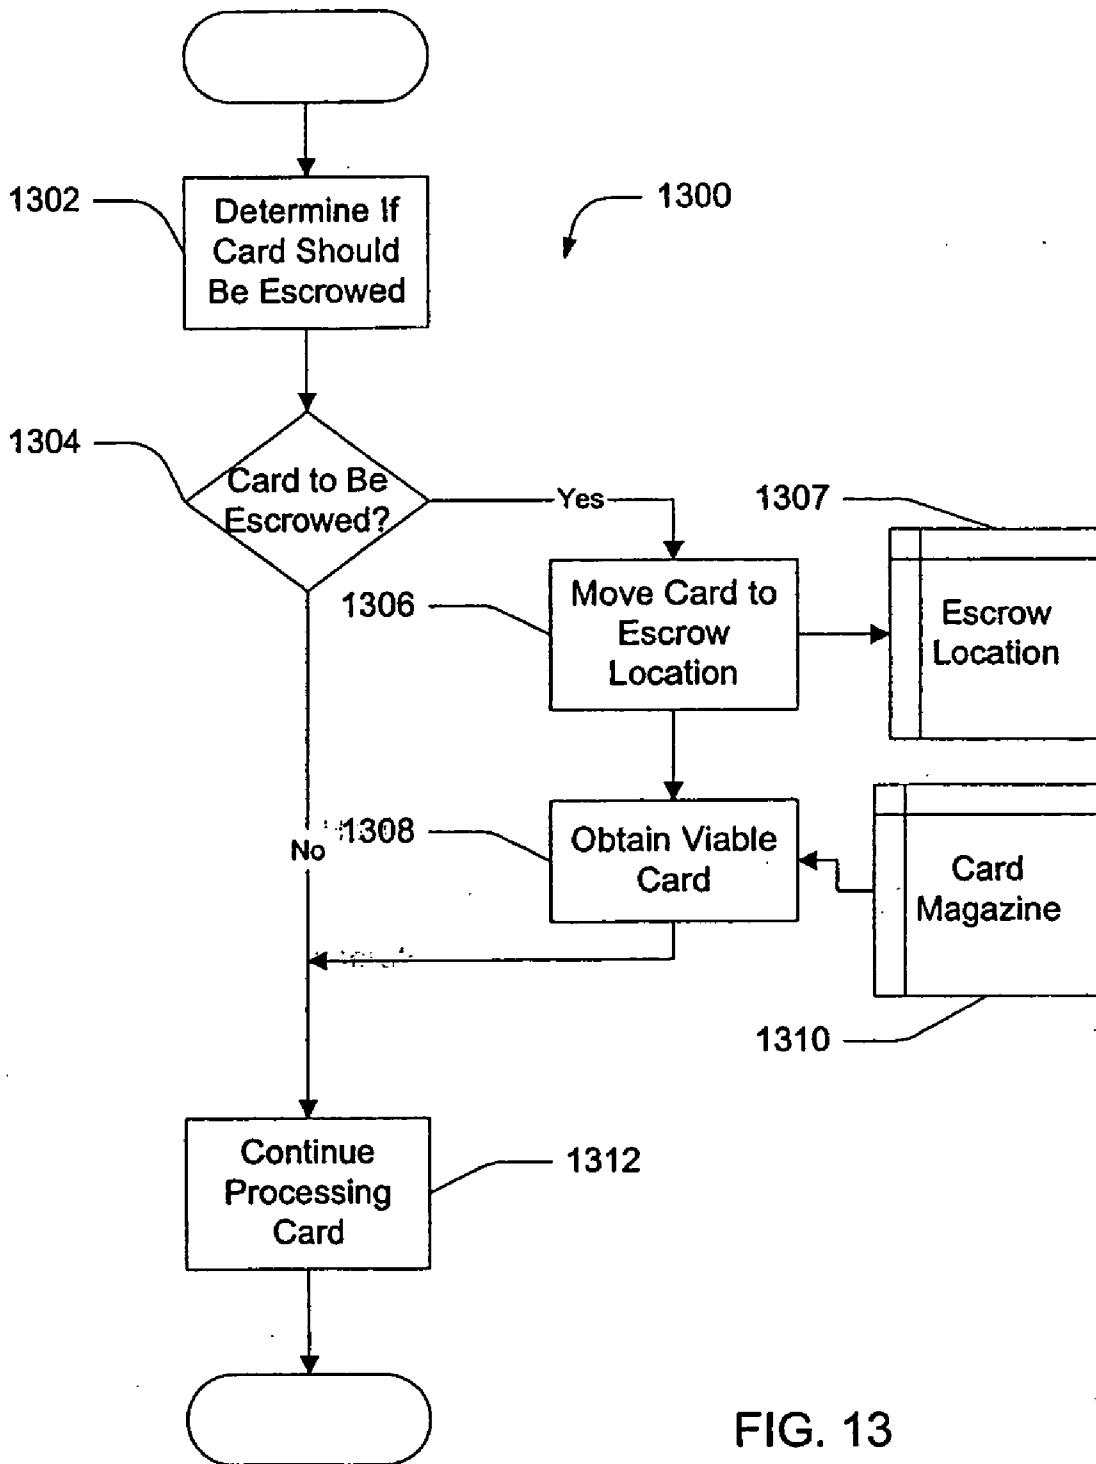 1302
Determine If
Card Should
Be Escrowed
1300
1304
Card to Be
Escrowed?
Yes
1307
1306
Move Card to
Escrow
Location
Escrow
Location
No
1308
Obtain Viable
Card
Card
Magazine
1310
Continue
Processing
Card
1312
FIG. 13